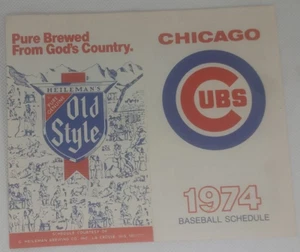 Pure Brewed
From God's Country.
HEILEMAN'S
Old
Style
CHICAGO
CUBS
1974
BASEBALL SCHEDULE